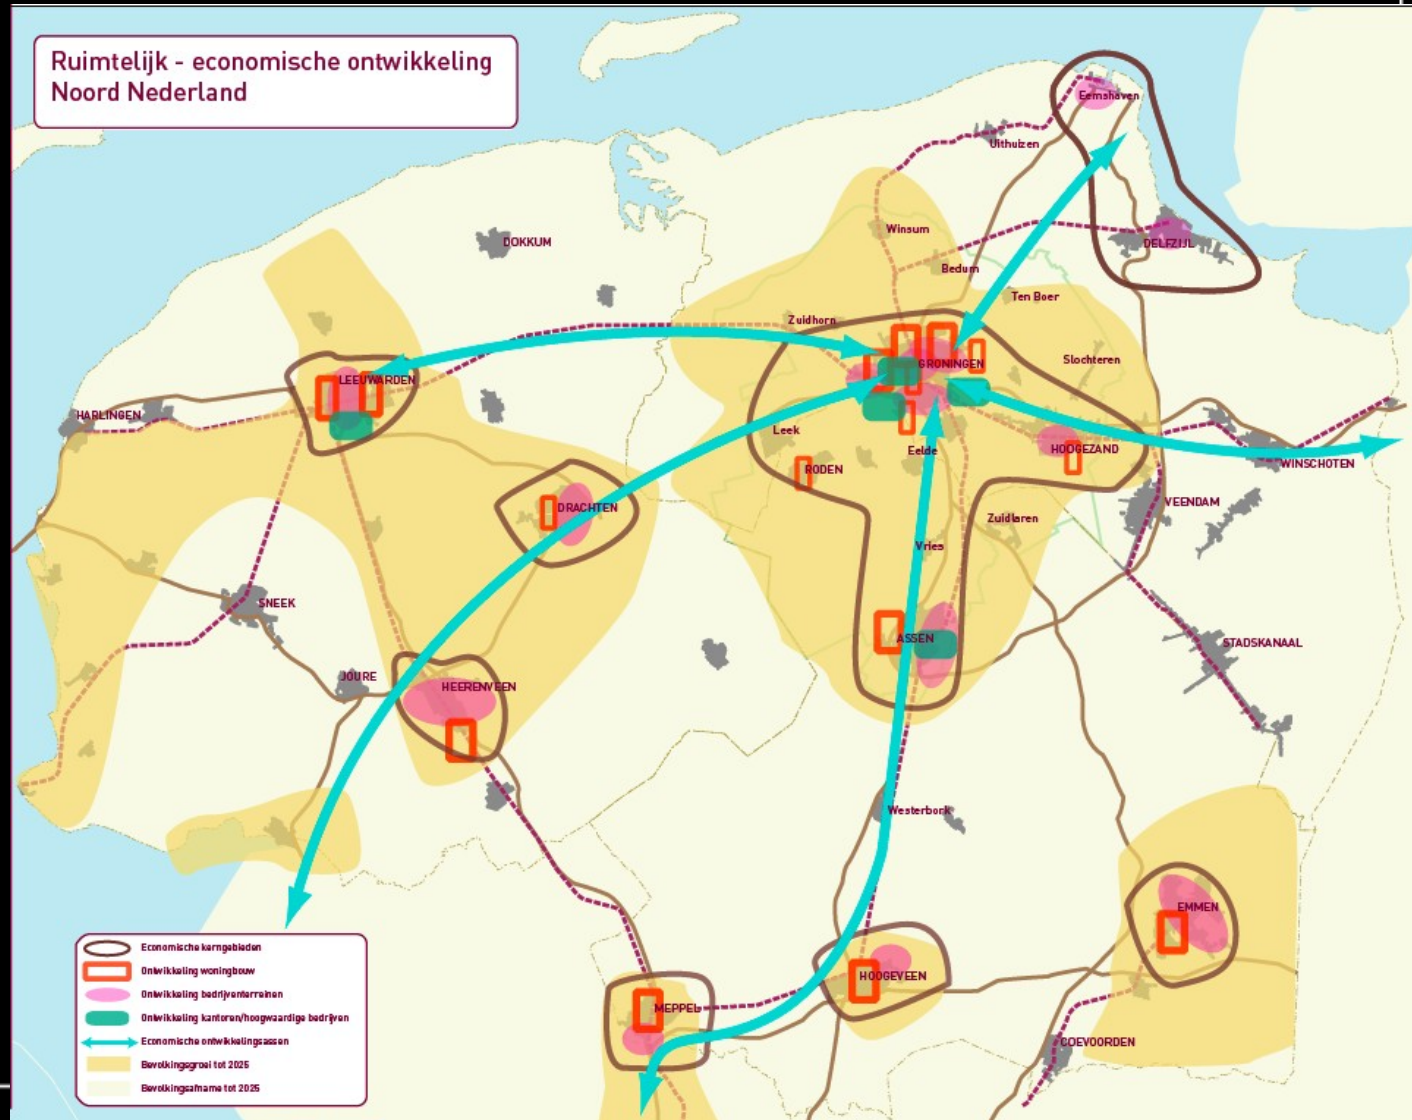 Ruimtelijk - economische ontwikkeling
Noord Nederland
Eemshaven
Uithuizen
Winsum
DOKKUM
DELFZIJL
Bedum
Ten Boer
Zuidhorn
Slochteren
GRONINGEN
LEEUWARDEN
HARLINGEN
Leek
Eelde
HOOGEZAND
WINSCHOTEN
RODEN
DRACHTEN
VEENDAM
Zuidlaren
Vries
SNEEK
ASSEN
STADSKANAAL
JOURE
HEERENVEEN
Westerbork
EMMEN
HOOGEVEEN
MEPPEL
COEVOORDEN
Economische kerngebieden
Ontwikkeling woningbouw
Ontwikkeling bedrijventerreinen
Ontwikkeling kantoren/hoogwaardige bedrijven
Economische ontwikkelingsassen
Bevolkingsgroei tot 2025
Bevolkingsafname tot 2025